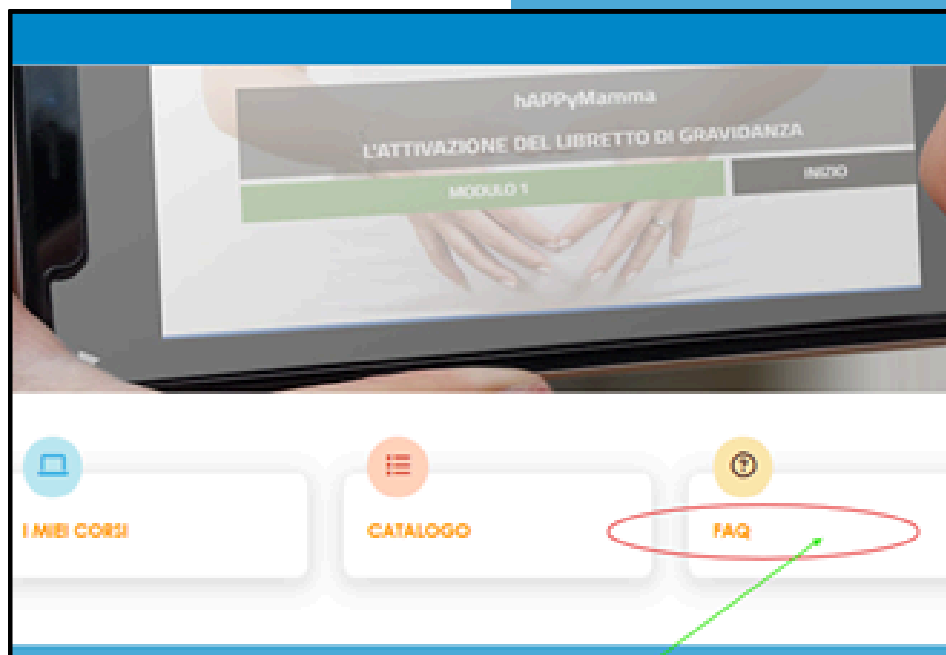 hAPPyMamma
L'ATTIVAZIONE DEL LIBRETTO DI GRAVIDANZA
MODULO 1
INIZIO
I MIEI CORSI
CATALOGO
FAQ